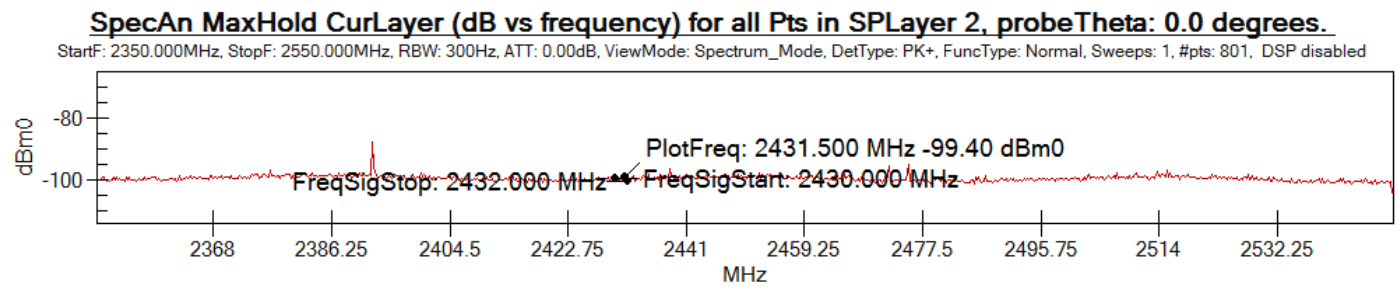 SpecAn MaxHold CurLayer (dB vs frequency) for all Pts in SPLayer 2, probeTheta: 0.0 degrees.
StartF: 2350.000MHz, StopF: 2550.000MHz, RBW: 300Hz, ATT: 0.00dB, ViewMode: Spectrum_Mode, DetType: PK+, FuncType: Normal, Sweeps: 1, #pts: 801, DSP disabled
dBm0
-80
-100
PlotFreq: 2431.500 MHz -99.40 dBm0
FreqSigStop: 2432.000 MHz
FreqSigStart: 2430.000 MHz
2368 2386.25 2404.5 2422.75 2441 2459.25 2477.5 2495.75 2514 2532.25
MHz